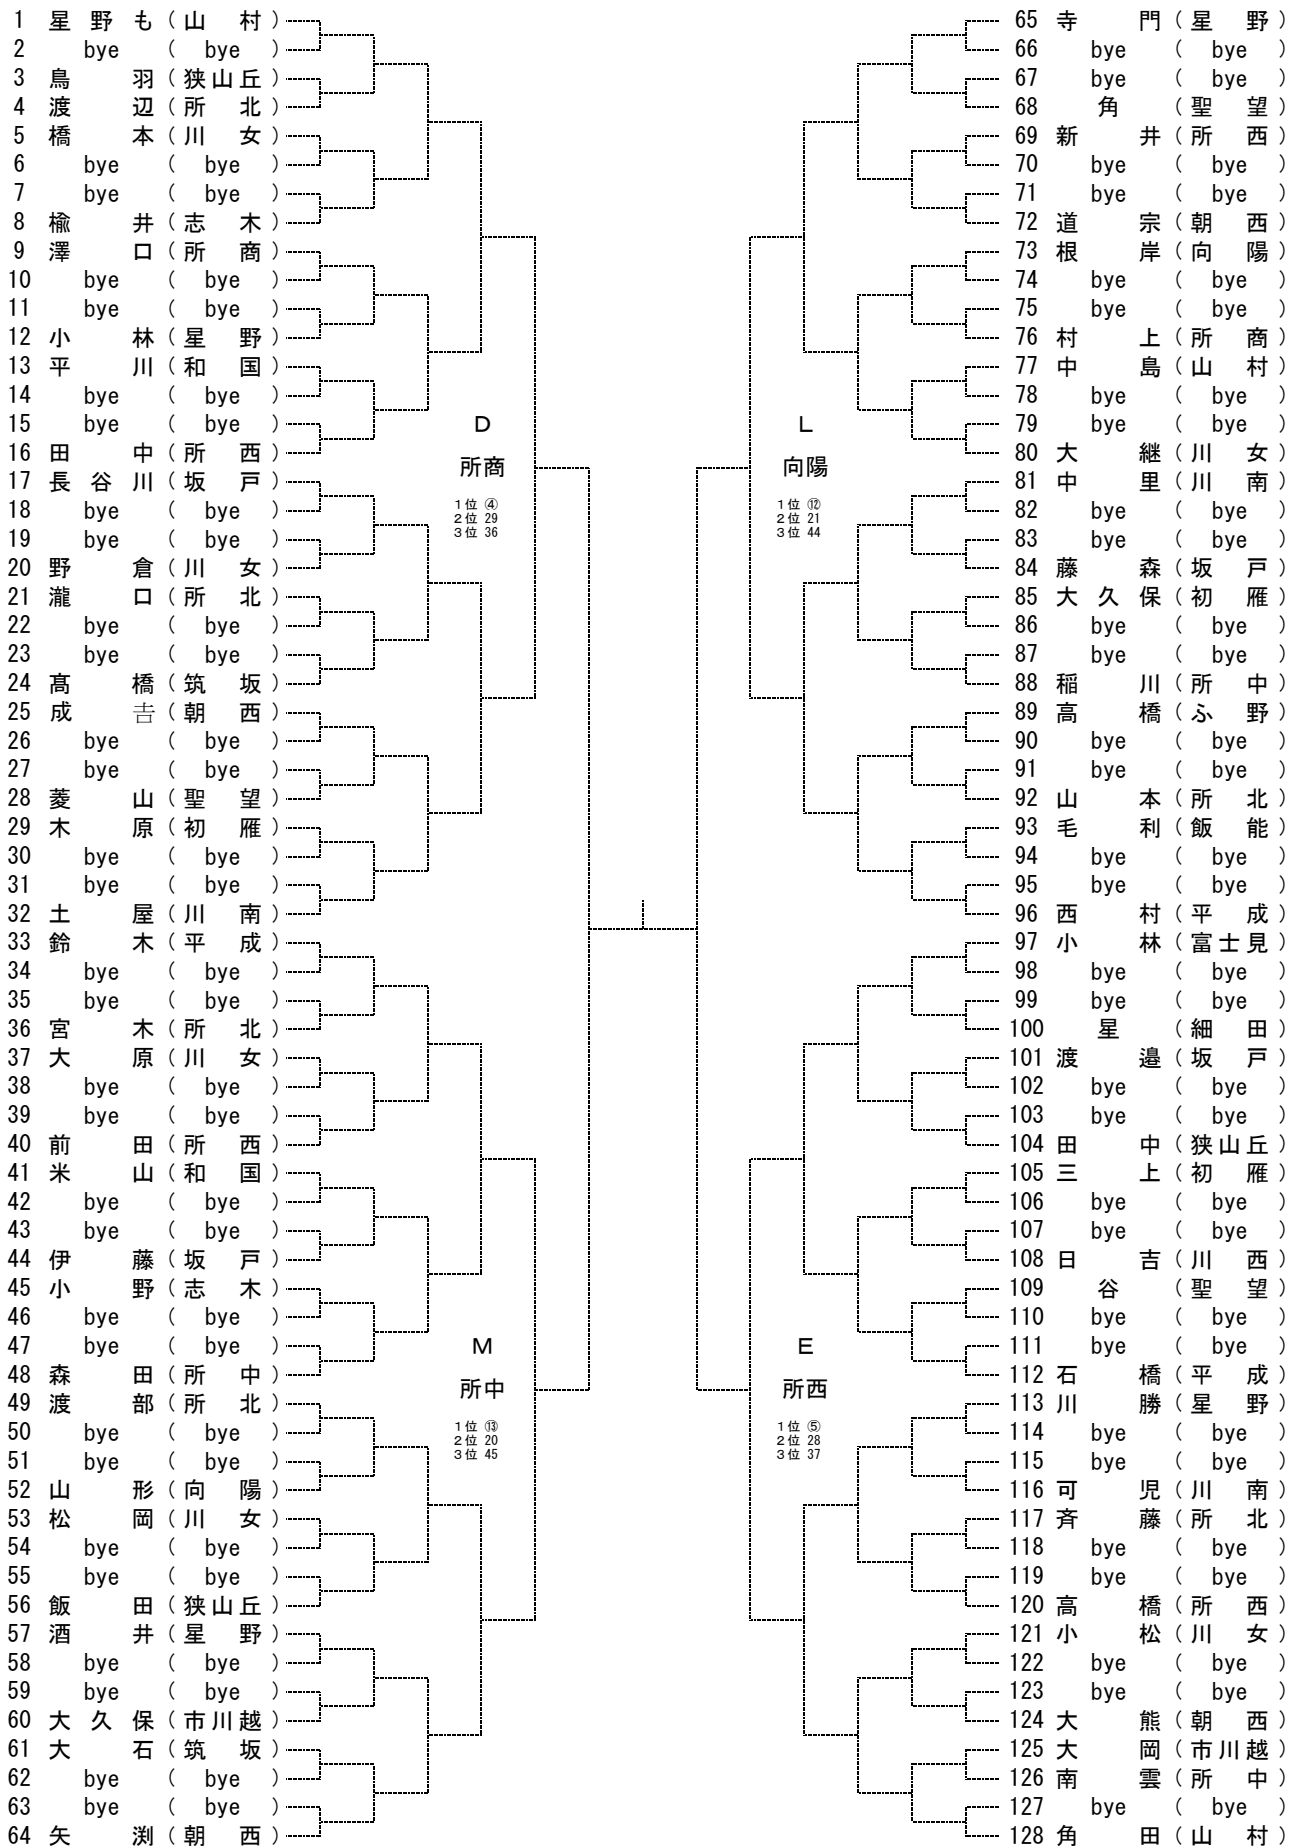 1 星野も（山村）
2 bye（bye）
3 鳥羽（狭山丘）
4 渡辺（所北）
5 橋本（川女）
6 bye（bye）
7 bye（bye）
8 楡井（志木）
9 澤口（所商）
10 bye（bye）
11 bye（bye）
12 小林（星野）
13 平川（和国）
14 bye（bye）
15 bye（bye）
16 田中（所西）
17 長谷川（坂戸）
18 bye（bye）
19 bye（bye）
20 野倉（川女）
21 瀧口（所北）
22 bye（bye）
23 bye（bye）
24 髙橋（筑坂）
25 成𠮷（朝西）
26 bye（bye）
27 bye（bye）
28 菱山（聖望）
29 木原（初雁）
30 bye（bye）
31 bye（bye）
32 土屋（川南）
33 鈴木（平成）
34 bye（bye）
35 bye（bye）
36 宮木（所北）
37 大原（川女）
38 bye（bye）
39 bye（bye）
40 前田（所西）
41 米山（和国）
42 bye（bye）
43 bye（bye）
44 伊藤（坂戸）
45 小野（志木）
46 bye（bye）
47 bye（bye）
48 森田（所中）
49 渡部（所北）
50 bye（bye）
51 bye（bye）
52 山形（向陽）
53 松岡（川女）
54 bye（bye）
55 bye（bye）
56 飯田（狭山丘）
57 酒井（星野）
58 bye（bye）
59 bye（bye）
60 大久保（市川越）
61 大石（筑坂）
62 bye（bye）
63 bye（bye）
64 矢渕（朝西）
D
所商
1位 ④
2位 29
3位 36
M
所中
1位 ⑬
2位 20
3位 45
L
向陽
1位 ⑫
2位 21
3位 44
E
所西
1位 ⑤
2位 28
3位 37
65 寺門（星野）
66 bye（bye）
67 bye（bye）
68 角（聖望）
69 新井（所西）
70 bye（bye）
71 bye（bye）
72 道宗（朝西）
73 根岸（向陽）
74 bye（bye）
75 bye（bye）
76 村上（所商）
77 中島（山村）
78 bye（bye）
79 bye（bye）
80 大継（川女）
81 中里（川南）
82 bye（bye）
83 bye（bye）
84 藤森（坂戸）
85 大久保（初雁）
86 bye（bye）
87 bye（bye）
88 稲川（所中）
89 高橋（ふ野）
90 bye（bye）
91 bye（bye）
92 山本（所北）
93 毛利（飯能）
94 bye（bye）
95 bye（bye）
96 西村（平成）
97 小林（富士見）
98 bye（bye）
99 bye（bye）
100 星（細田）
101 渡邉（坂戸）
102 bye（bye）
103 bye（bye）
104 田中（狭山丘）
105 三上（初雁）
106 bye（bye）
107 bye（bye）
108 日吉（川西）
109 谷（聖望）
110 bye（bye）
111 bye（bye）
112 石橋（平成）
113 川勝（星野）
114 bye（bye）
115 bye（bye）
116 可児（川南）
117 斉藤（所北）
118 bye（bye）
119 bye（bye）
120 高橋（所西）
121 小松（川女）
122 bye（bye）
123 bye（bye）
124 大熊（朝西）
125 大岡（市川越）
126 南雲（所中）
127 bye（bye）
128 角田（山村）